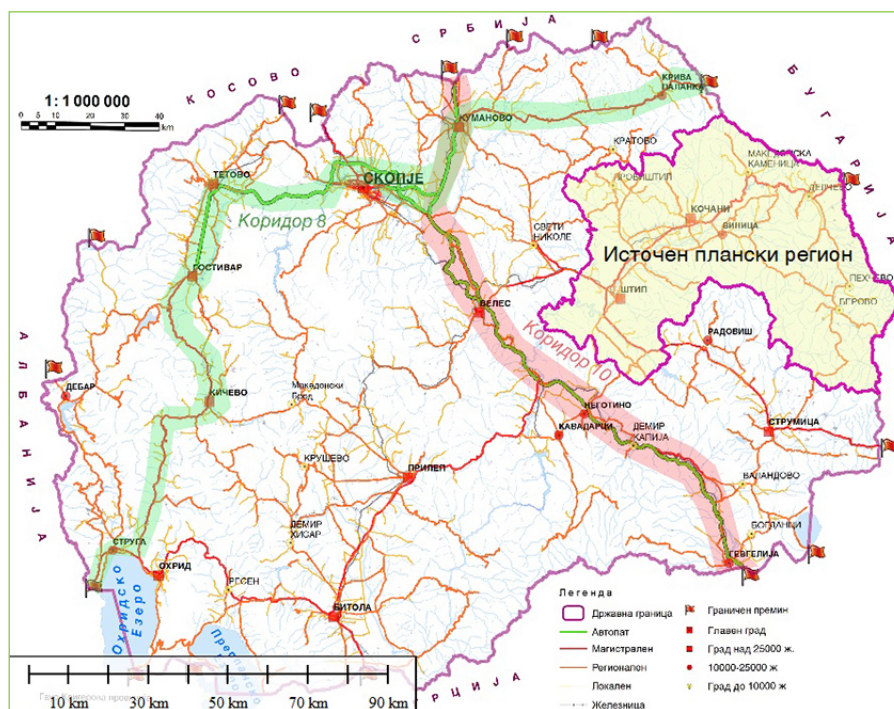 СРБИЈА
КОСОВО
БУГАРИЈА
1: 1 000 000
0 5 10 20 30 40
km
КРИВА
ПАЛАНКА
КУМАНОВО
КРАТОВО
МАКЕДОНСКА
КАМЕНИЦА
ТЕТОВО
СКОПЈЕ
ПРОБИШТИП
ДЕЛЧЕВО
Коридор 8
КОЧАНИ
СВЕТИ
НИКОЛЕ
ВИНИЦА
Источен плански регион
ГОСТИВАР
ПЕХЧЕВО
ШТИП
БЕРОВО
ВЕЛЕС
АЛБАНИЈА
РАДОВИШ
Коридор 10
ДЕБАР
КИЧЕВО
Македонски
Брод
НЕГОТИНО
КАВАДАРЦИ
ДЕМИР
КАПИЈА
СТРУМИЦА
КРУШЕВО
ПРИЛЕП
ВАЛАНДОВО
ДЕМИР
ХИСАР
БОГДАНЦИ
СТРУГА
ОХРИД
ГЕВГЕЛИЈА
РЕСЕН
БИТОЛА
Охридско
Езеро
Легенда
Државна граница
Автопат
Магистрален
Регионален
Локален
Железница
Граничен премин
Главен град
Град над 25000 ж.
10000-25000 ж
Град до 10000 ж
10 km 30 km 50 km 70 km 90 km